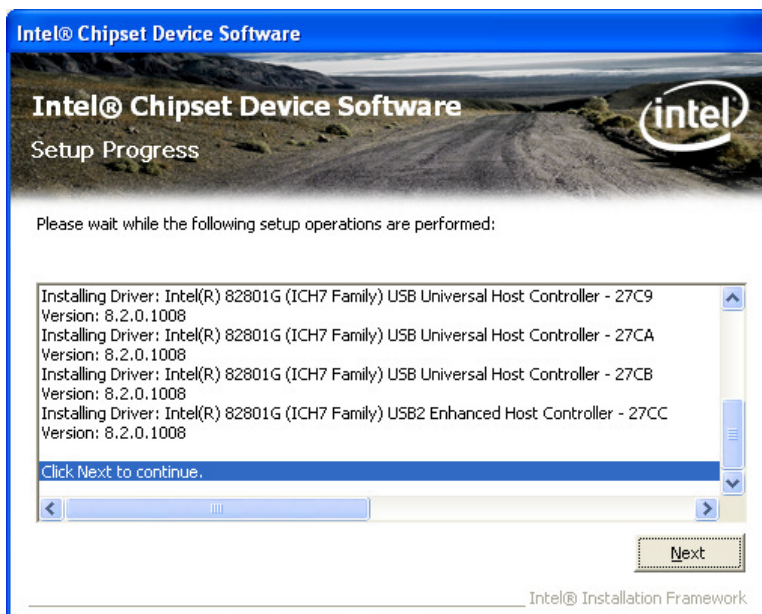 Intel® Chipset Device Software
Intel® Chipset Device Software
intel
Setup Progress
Please wait while the following setup operations are performed:
Installing Driver: Intel(R) 82801G (ICH7 Family) USB Universal Host Controller - 27C9
Version: 8.2.0.1008
Installing Driver: Intel(R) 82801G (ICH7 Family) USB Universal Host Controller - 27CA
Version: 8.2.0.1008
Installing Driver: Intel(R) 82801G (ICH7 Family) USB Universal Host Controller - 27CB
Version: 8.2.0.1008
Installing Driver: Intel(R) 82801G (ICH7 Family) USB2 Enhanced Host Controller - 27CC
Version: 8.2.0.1008
Click Next to continue.
Next
Intel® Installation Framework